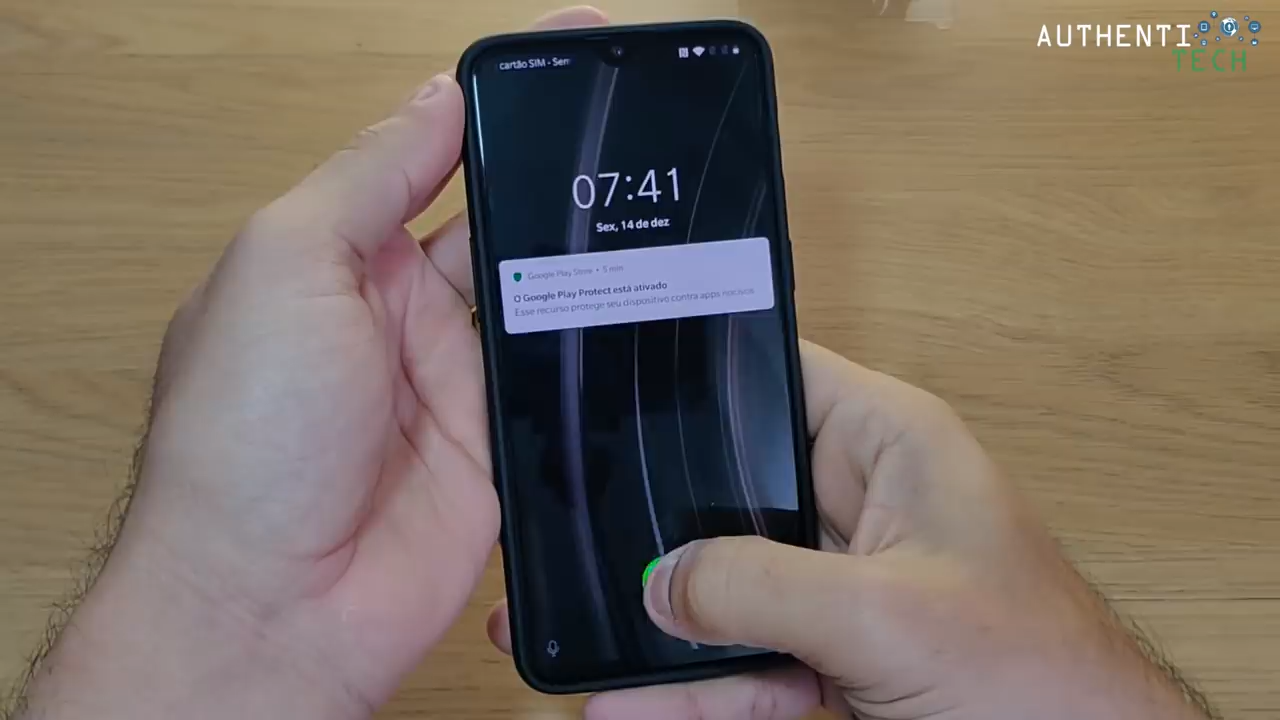 AUTHENTI
TECH
cartão SIM - Sem
07:41
Sex, 14 de dez
Google Play Store • 5 min
O Google Play Protect está ativado
Esse recurso protege seu dispositivo contra apps nocivos